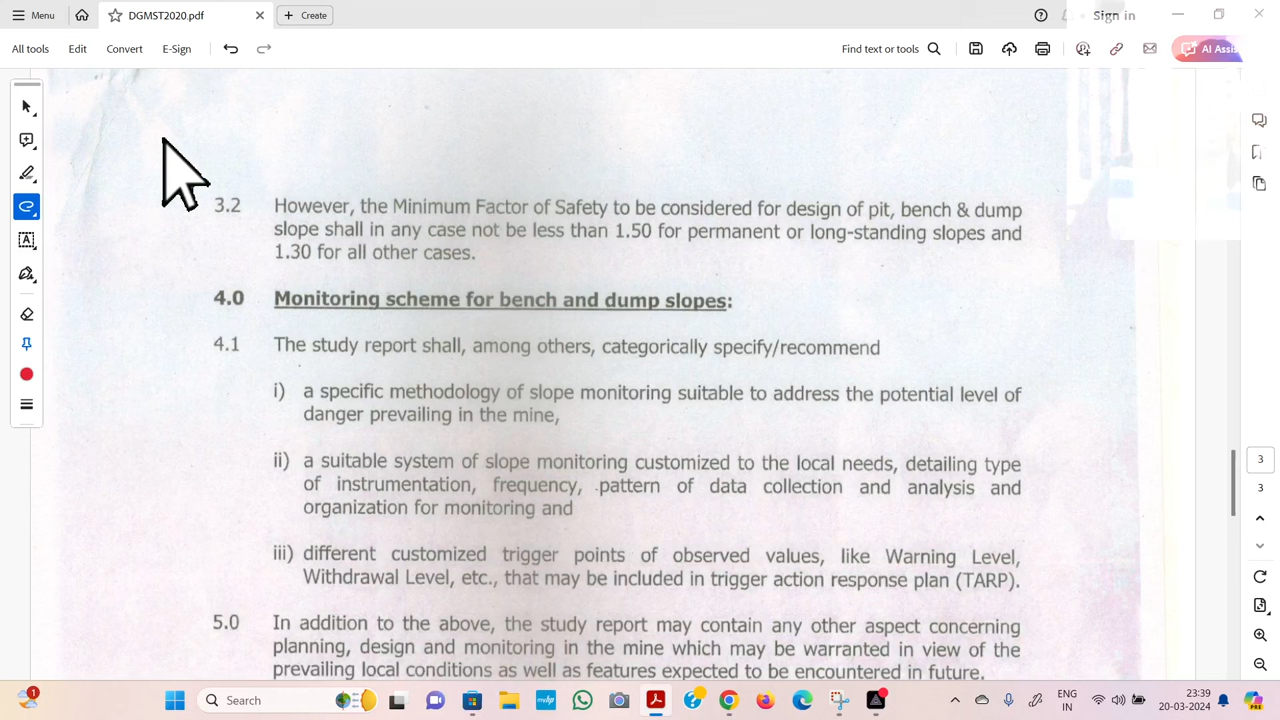 Menu
DGMST2020.pdf
Create
Sign in
All tools
Edit
Convert
E-Sign
Find text or tools
AI Assis
3.2 However, the Minimum Factor of Safety to be considered for design of pit, bench & dump
slope shall in any case not be less than 1.50 for permanent or long-standing slopes and
1.30 for all other cases.
4.0 Monitoring scheme for bench and dump slopes:
4.1 The study report shall, among others, categorically specify/recommend
i) a specific methodology of slope monitoring suitable to address the potential level of
danger prevailing in the mine,
ii) a suitable system of slope monitoring customized to the local needs, detailing type
of instrumentation, frequency, pattern of data collection and analysis and
organization for monitoring and
iii) different customized trigger points of observed values, like Warning Level,
Withdrawal Level, etc., that may be included in trigger action response plan (TARP).
5.0 In addition to the above, the study report may contain any other aspect concerning
planning, design and monitoring in the mine which may be warranted in view of the
prevailing local conditions as well as features expected to be encountered in future.
3
3
1
Search
ENG
IN
23:39
20-03-2024
PRE